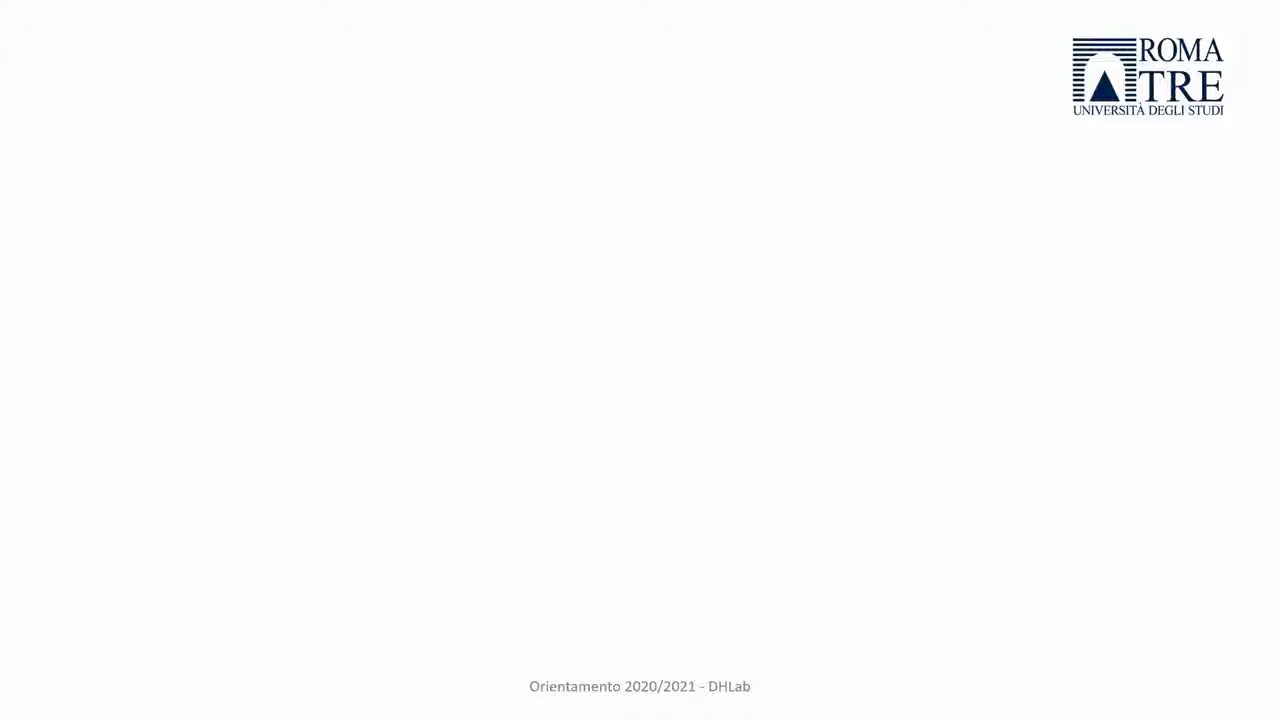 ROMA
TRE
UNIVERSITÀ DEGLI STUDI
Orientamento 2020/2021 - DHLab